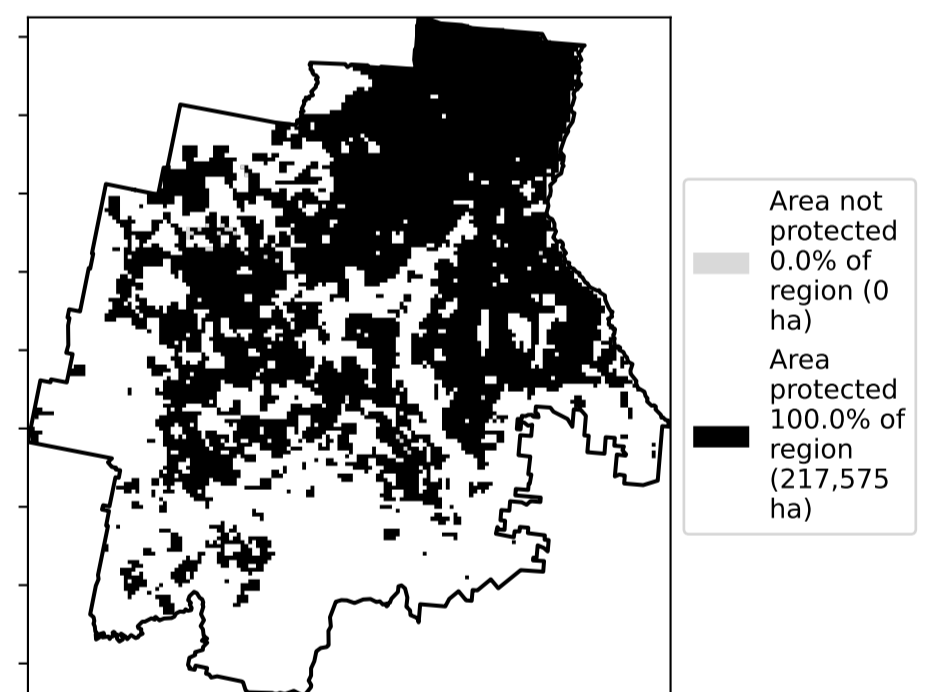 Area not
protected
0.0% of
region (0
ha)
Area
protected
100.0% of
region
(217,575
ha)